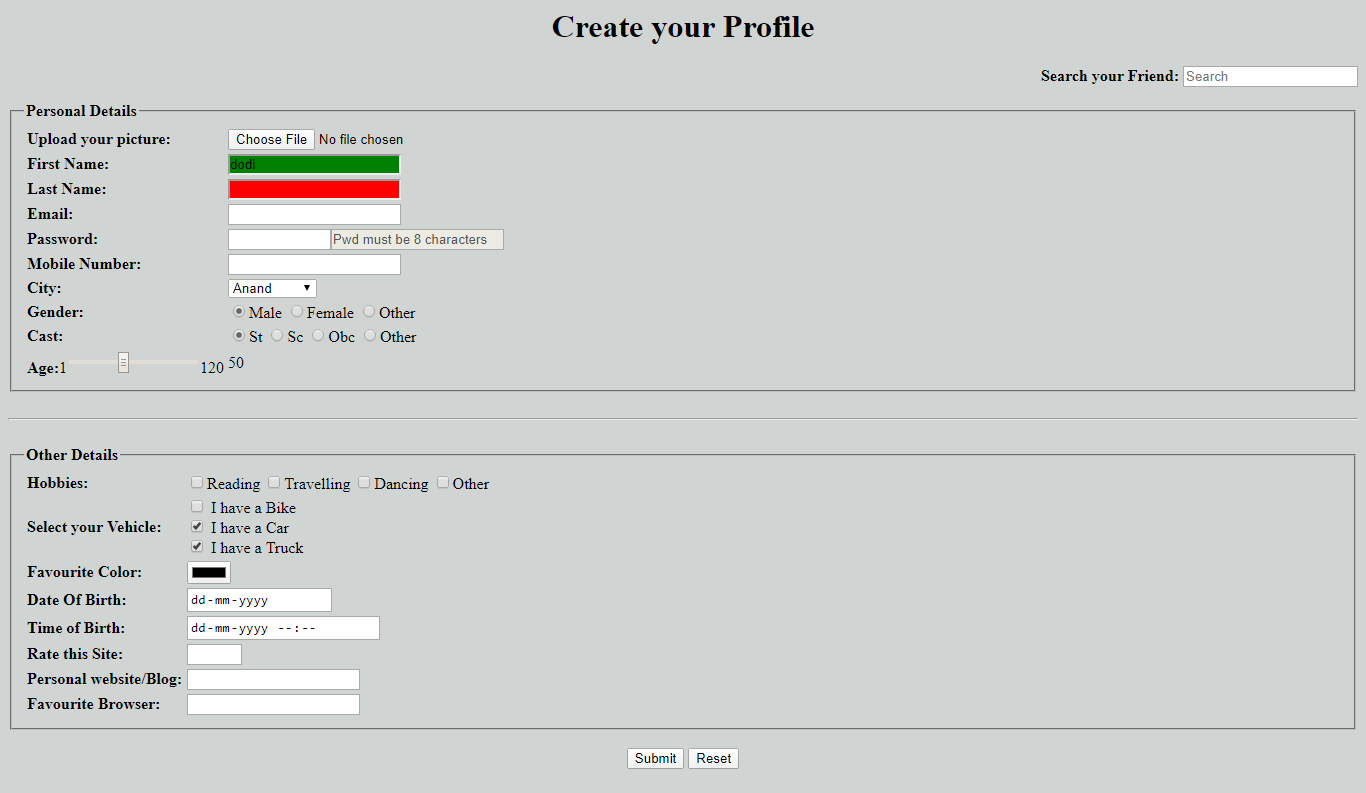 Create your Profile
Search your Friend: Search
Personal Details
Upload your picture: Choose File No file chosen
First Name: dodi
Last Name:
Email:
Password: Pwd must be 8 characters
Mobile Number:
City: Anand
Gender: Male Female Other
Cast: St Sc Obc Other
Age:1 120 50
Other Details
Hobbies: Reading Travelling Dancing Other
I have a Bike
Select your Vehicle: I have a Car
I have a Truck
Favourite Color:
Date Of Birth: dd-mm-yyyy
Time of Birth: dd-mm-yyyy --:--
Rate this Site:
Personal website/Blog:
Favourite Browser:
Submit Reset